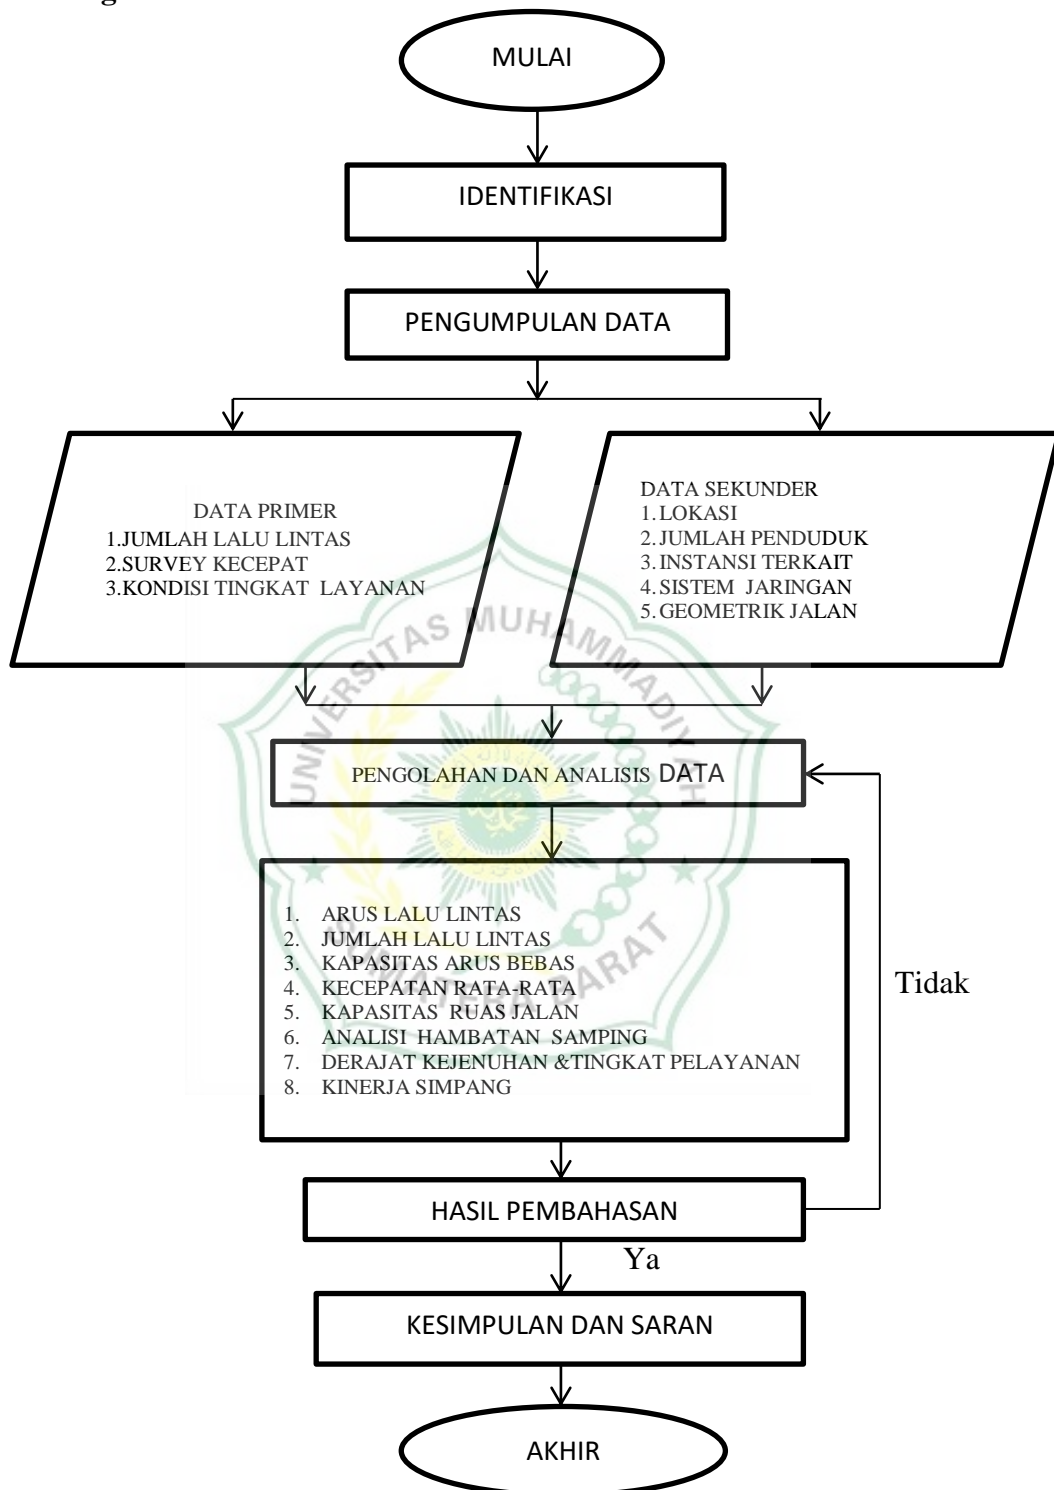 g
MULAI
IDENTIFIKASI
PENGUMPULAN DATA
DATA PRIMER
1.JUMLAH LALU LINTAS
2.SURVEY KECEPAT
3.KONDISI TINGKAT LAYANAN
DATA SEKUNDER
1. LOKASI
2. JUMLAH PENDUDUK
3. INSTANSI TERKAIT
4. SISTEM JARINGAN
5. GEOMETRIK JALAN
UNIVERSITAS MUHAMMADIYAH
SUMATERA BARAT
PENGOLAHAN DAN ANALISIS DATA
1. ARUS LALU LINTAS
2. JUMLAH LALU LINTAS
3. KAPASITAS ARUS BEBAS
4. KECEPATAN RATA-RATA
5. KAPASITAS RUAS JALAN
6. ANALISI HAMBATAN SAMPING
7. DERAJAT KEJENUHAN &TINGKAT PELAYANAN
8. KINERJA SIMPANG
Tidak
HASIL PEMBAHASAN
Ya
KESIMPULAN DAN SARAN
AKHIR